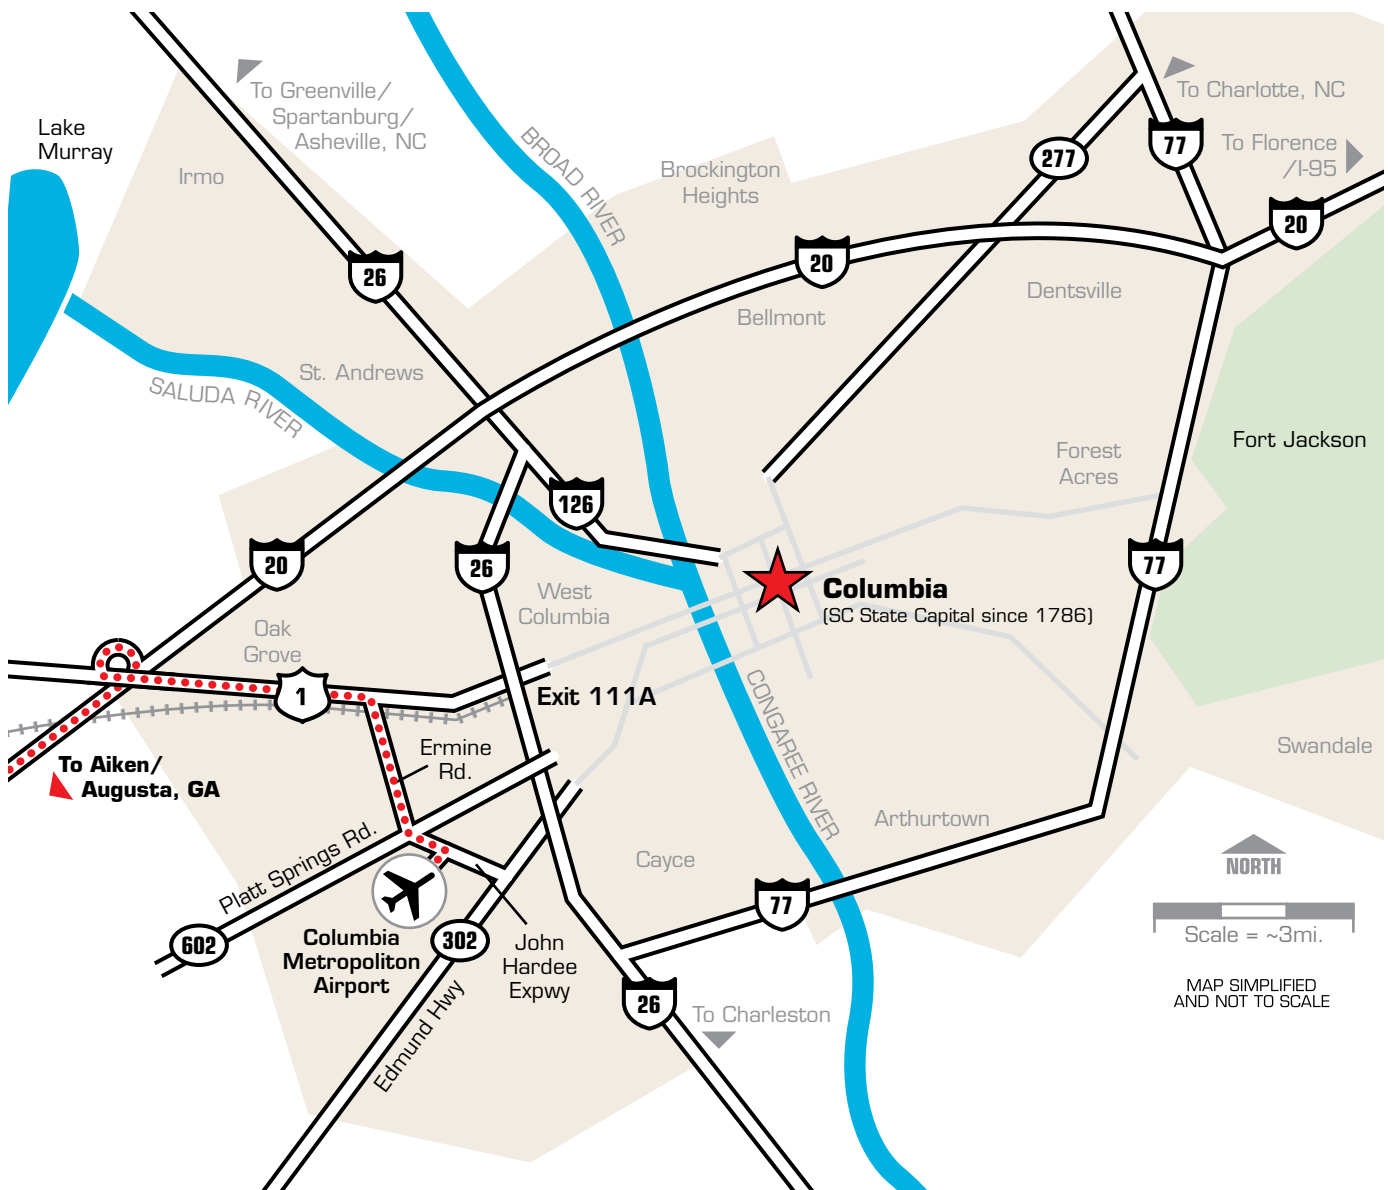 To Greenville/
Spartanburg/
Asheville, NC
Lake
Murray
Irmo
BROAD RIVER
Brockington
Heights
To Charlotte, NC
77
277
To Florence
/I-95
20
26
20
Dentsville
Bellmont
St. Andrews
SALUDA RIVER
Forest
Acres
Fort Jackson
126
20
26
77
West
Columbia
Columbia
(SC State Capital since 1786)
Oak
Grove
1
Exit 111A
CONGAREE RIVER
Ermine
Rd.
Swandale
To Aiken/
Augusta, GA
Arthurtown
Platt Springs Rd.
Cayce
NORTH
77
602
Columbia
Metropoliton
Airport
302
John
Hardee
Expwy
Scale = ~3mi.
26
To Charleston
Edmund Hwy
MAP SIMPLIFIED
AND NOT TO SCALE